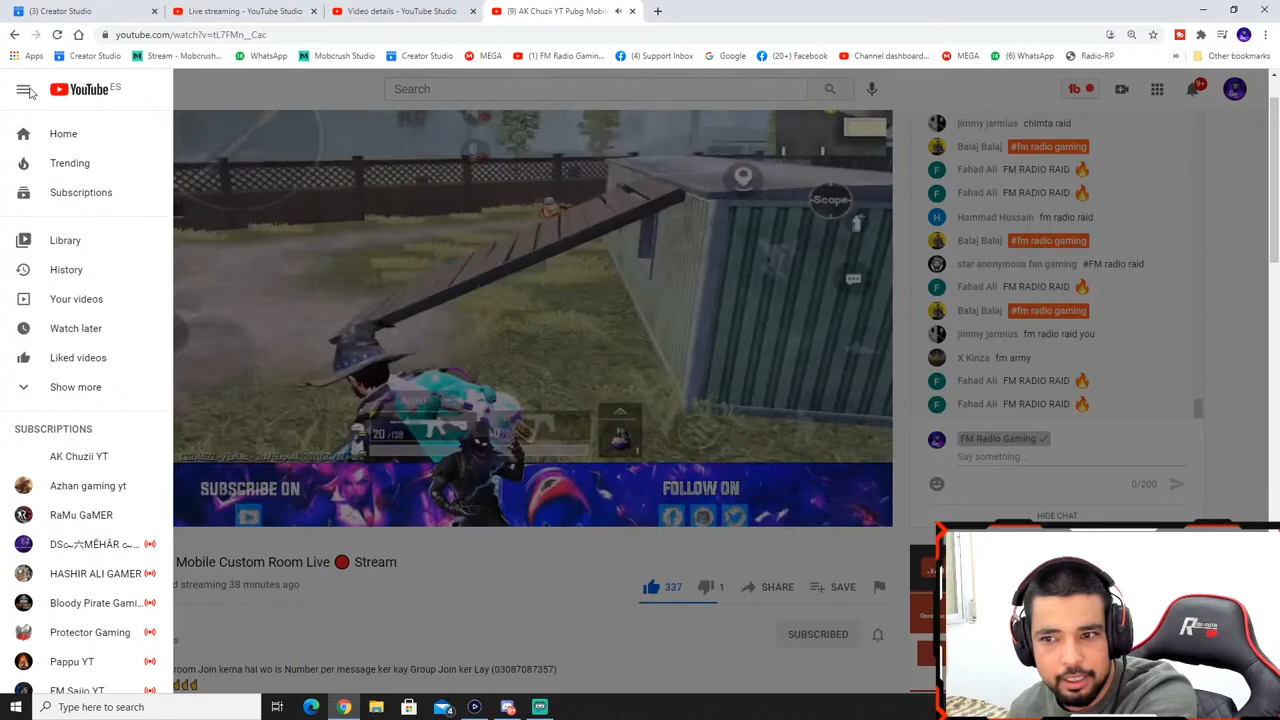 (3) Creator Studio
Live streaming - YouTube Studio
Video details - YouTube Studio
(9) AK Chuzii YT Pubg Mobil
youtube.com/watch?v=tL7FMn__Cac
Apps
Creator Studio
Stream - Mobcrush
Mobcrush Creator Studio
MEGA
(1) FM Radio Gaming...
(4) Support Inbox
Google
(20+) Facebook
Channel dashboard...
MEGA
(6) WhatsApp
Radio-RP
Other bookmarks
WhatsApp
YouTube ES
Search
9+
Home
Trending
Subscriptions
Library
History
Your videos
Watch later
Liked videos
Show more
SUBSCRIPTIONS
AK Chuzii YT
Azhan gaming yt
RaMu GaMER
HASHIR ALI GAMER
Bloody Pirate Gami...
Protector Gaming
Pappu YT
FM Sajjo YT
Scope
20
SUBSCRIBE ON
FOLLOW ON
Mobile Custom Room Live 🔴 Stream
d streaming 38 minutes ago
337
1
SHARE
SAVE
SUBSCRIBED
room Join kerna hai wo is Number per message ker kay Group Join ker Lay (03087087357)
jimmy jarmius chimta raid
Balaj Balaj #fm radio gaming
Fahad Ali FM RADIO RAID 🔥
Fahad Ali FM RADIO RAID 🔥
Hammad Hussain fm radio raid
Balaj Balaj #fm radio gaming
star anonymous fan gaming #FM radio raid
Fahad Ali FM RADIO RAID 🔥
Balaj Balaj #fm radio gaming
jimmy jarmius fm radio raid you
X Kinza fm army
Fahad Ali FM RADIO RAID 🔥
Fahad Ali FM RADIO RAID 🔥
FM Radio Gaming
Say something...
0/200
HIDE CHAT
Type here to search